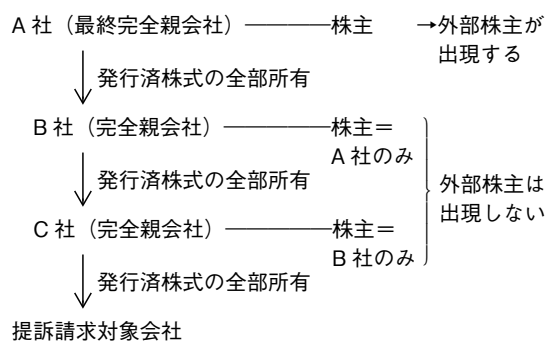 A社（最終完全親会社）――――株主　→外部株主が
出現する
発行済株式の全部所有
B社（完全親会社）―――――株主＝
A社のみ
発行済株式の全部所有
外部株主は
出現しない
C社（完全親会社）―――――株主＝
B社のみ
発行済株式の全部所有
提訴請求対象会社